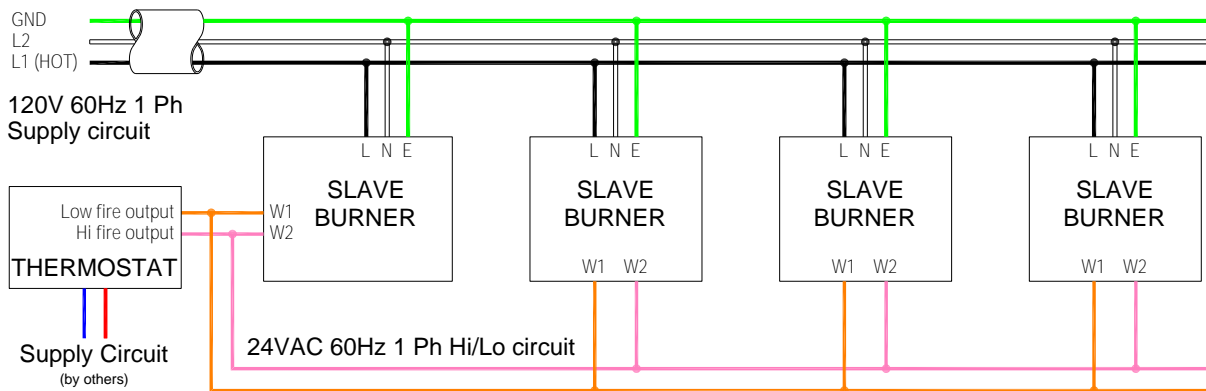 GND
L2
L1 (HOT)
120V 60Hz 1 Ph
Supply circuit
L N E
SLAVE
BURNER
W1
W2
L N E
SLAVE
BURNER
W1 W2
L N E
SLAVE
BURNER
W1 W2
L N E
SLAVE
BURNER
W1 W2
Low fire output
Hi fire output
THERMOSTAT
Supply Circuit
(by others)
24VAC 60Hz 1 Ph Hi/Lo circuit